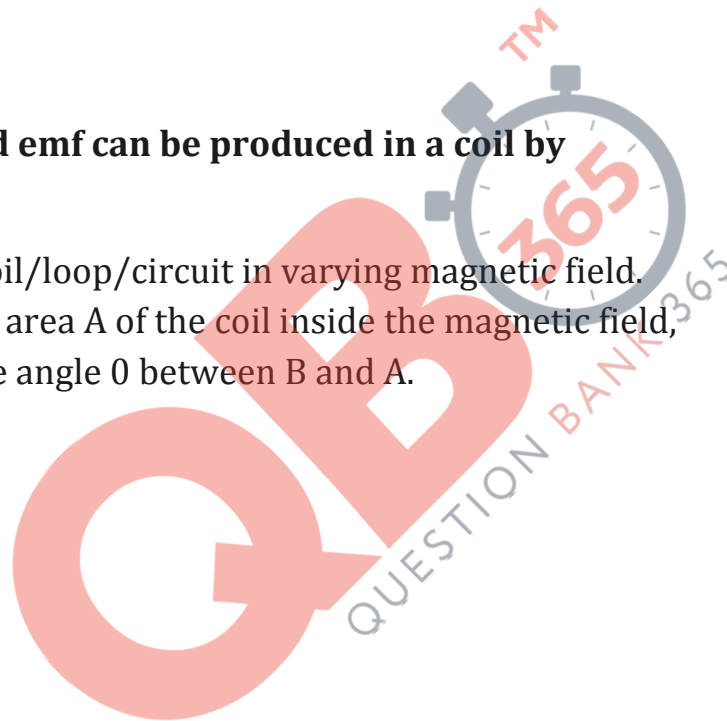 d emf can be produced in a coil by
oil/loop/circuit in varying magnetic field.
area A of the coil inside the magnetic field,
e angle 0 between B and A.
TM
365
QB
QUESTION BANK 365